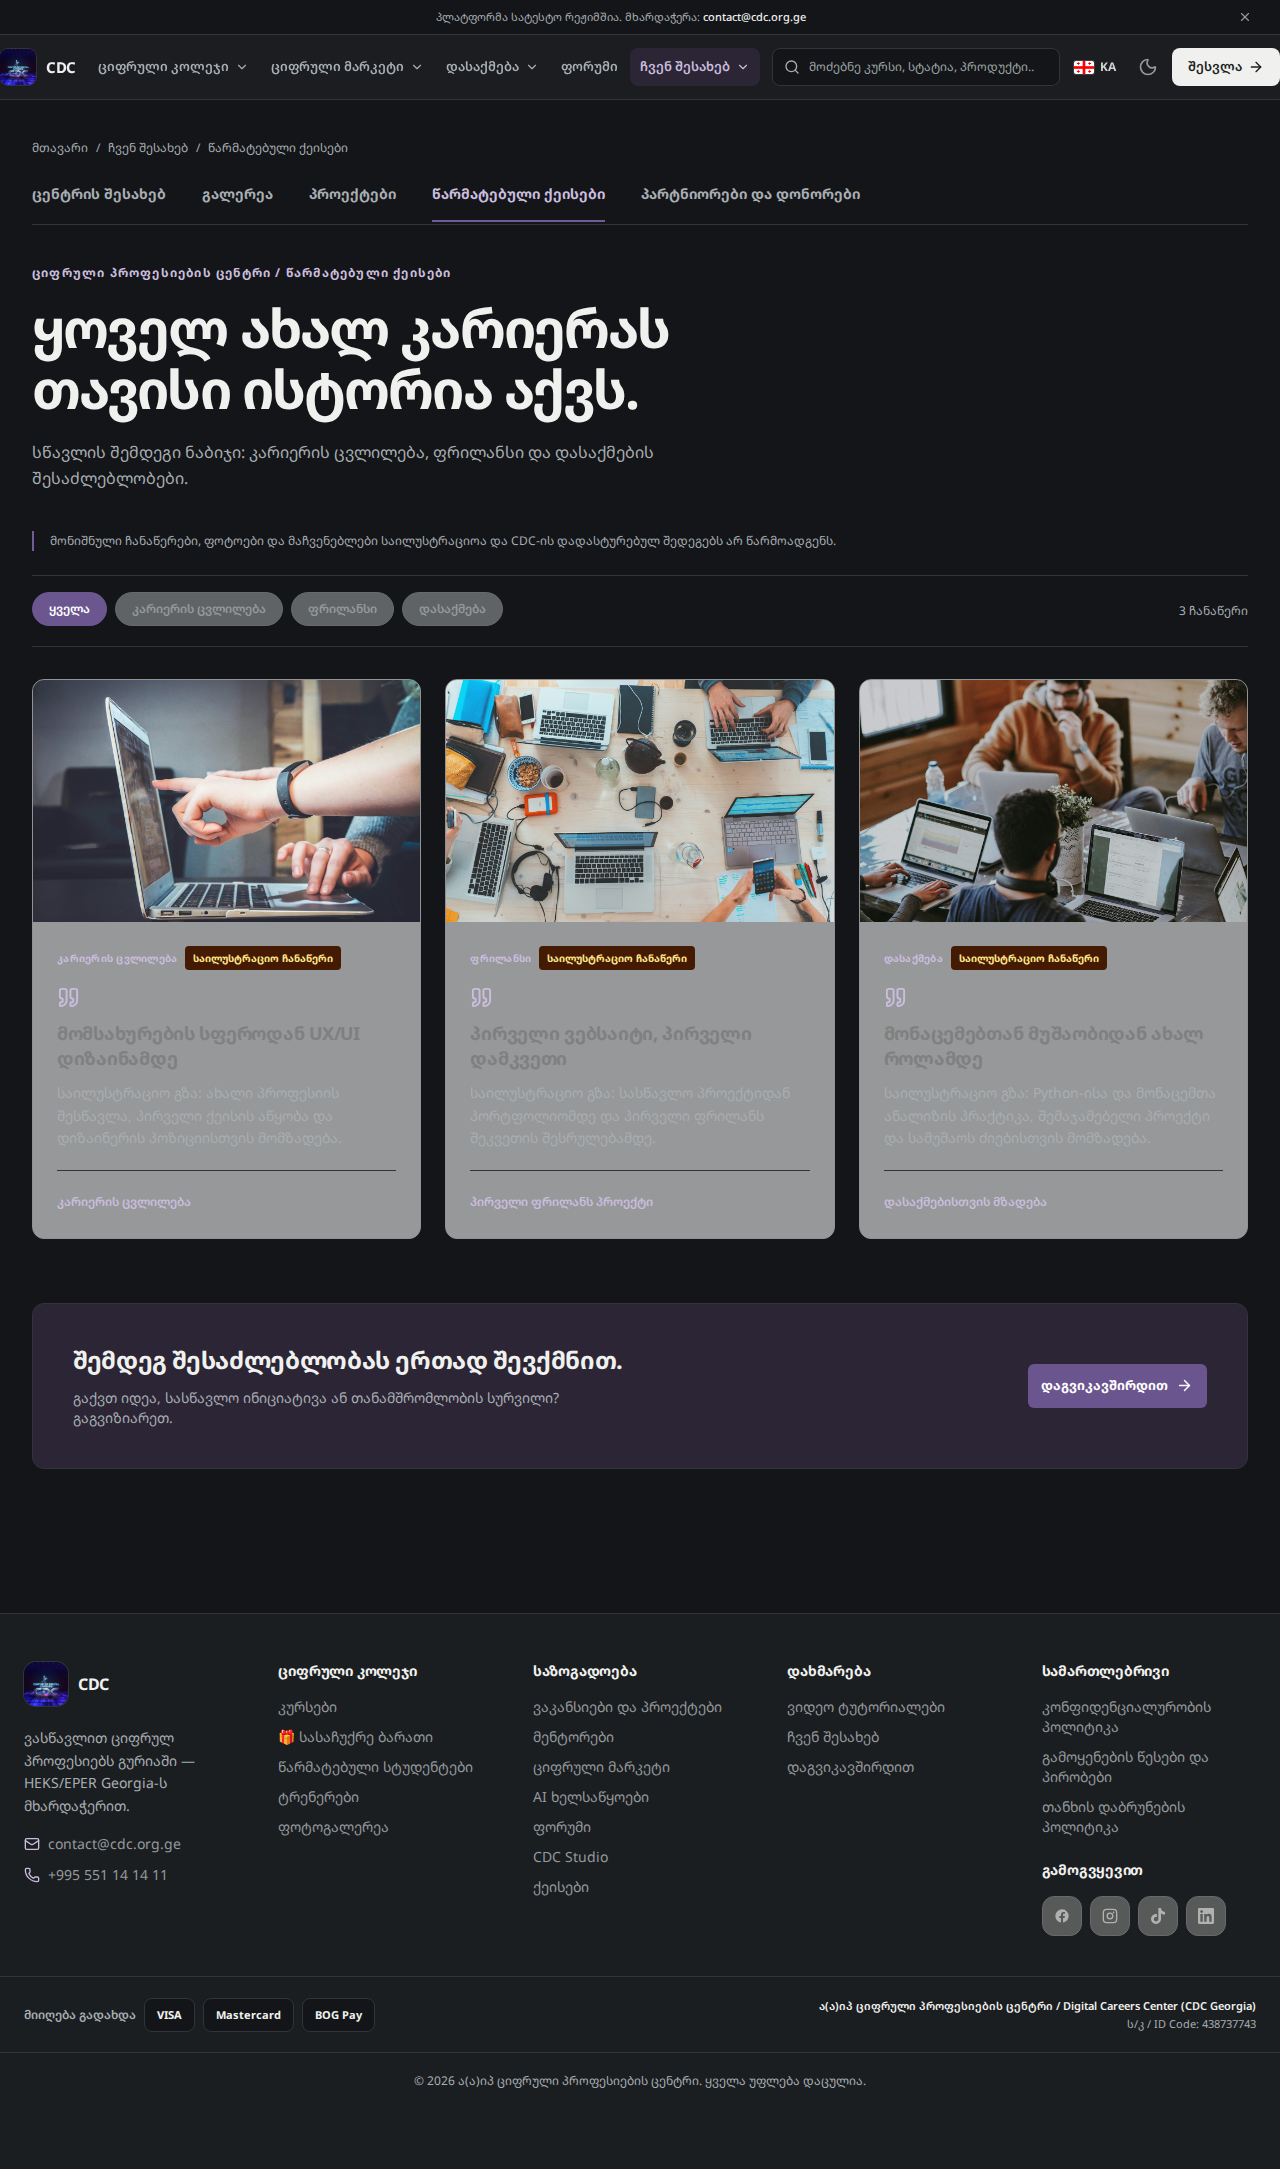 პლატფორმა სატესტო რეჟიმშია. მხარდაჭერა: contact@cdc.org.ge
CDC
ციფრული კოლეჯი
ციფრული მარკეტი
დასაქმება
ფორუმი
ჩვენ შესახებ
მოძებნე კურსი, სტატია, პროდუქტი..
KA
შესვლა
მთავარი / ჩვენ შესახებ / წარმატებული ქეისები
ცენტრის შესახებ
გალერეა
პროექტები
წარმატებული ქეისები
პარტნიორები და დონორები
ციფრული პროფესიების ცენტრი / წარმატებული ქეისები
ყოველ ახალ კარიერას
თავისი ისტორია აქვს.
სწავლის შემდეგი ნაბიჯი: კარიერის ცვლილება, ფრილანსი და დასაქმების
შესაძლებლობები.
მონიშნული ჩანაწერები, ფოტოები და მაჩვენებლები საილუსტრაციოა და CDC-ის დადასტურებულ შედეგებს არ წარმოადგენს.
ყველა
კარიერის ცვლილება
ფრილანსი
დასაქმება
3 ჩანაწერი
კარიერის ცვლილება
საილუსტრაციო ჩანაწერი
მომსახურების სფეროდან UX/UI
დიზაინამდე
საილუსტრაციო გზა: ახალი პროფესიის
შესწავლა, პირველი ქეისის აწყობა და
დიზაინერის პოზიციისთვის მომზადება.
კარიერის ცვლილება
ფრილანსი
საილუსტრაციო ჩანაწერი
პირველი ვებსაიტი, პირველი
დამკვეთი
საილუსტრაციო გზა: სასწავლო პროექტიდან
პორტფოლიომდე და პირველი ფრილანს
შეკვეთის შესრულებამდე.
პირველი ფრილანს პროექტი
დასაქმება
საილუსტრაციო ჩანაწერი
მონაცემებთან მუშაობიდან ახალ
როლამდე
საილუსტრაციო გზა: Python-ისა და მონაცემთა
ანალიზის პრაქტიკა, შემაჯამებელი პროექტი
და სამუშაოს ძიებისთვის მომზადება.
დასაქმებისთვის მზადება
შემდეგ შესაძლებლობას ერთად შევქმნით.
გაქვთ იდეა, სასწავლო ინიციატივა ან თანამშრომლობის სურვილი?
გაგვიზიარეთ.
დაგვიკავშირდით
CDC
ვასწავლით ციფრულ
პროფესიებს გურიაში —
HEKS/EPER Georgia-ს
მხარდაჭერით.
contact@cdc.org.ge
+995 551 14 14 11
ციფრული კოლეჯი
კურსები
🎁 სასაჩუქრე ბარათი
წარმატებული სტუდენტები
ტრენერები
ფოტოგალერეა
საზოგადოება
ვაკანსიები და პროექტები
მენტორები
ციფრული მარკეტი
AI ხელსაწყოები
ფორუმი
CDC Studio
ქეისები
დახმარება
ვიდეო ტუტორიალები
ჩვენ შესახებ
დაგვიკავშირდით
სამართლებრივი
კონფიდენციალურობის
პოლიტიკა
გამოყენების წესები და
პირობები
თანხის დაბრუნების
პოლიტიკა
გამოგვყევით
მიიღება გადახდა
VISA
Mastercard
BOG Pay
ა(ა)იპ ციფრული პროფესიების ცენტრი / Digital Careers Center (CDC Georgia)
ს/კ / ID Code: 438737743
© 2026 ა(ა)იპ ციფრული პროფესიების ცენტრი. ყველა უფლება დაცულია.